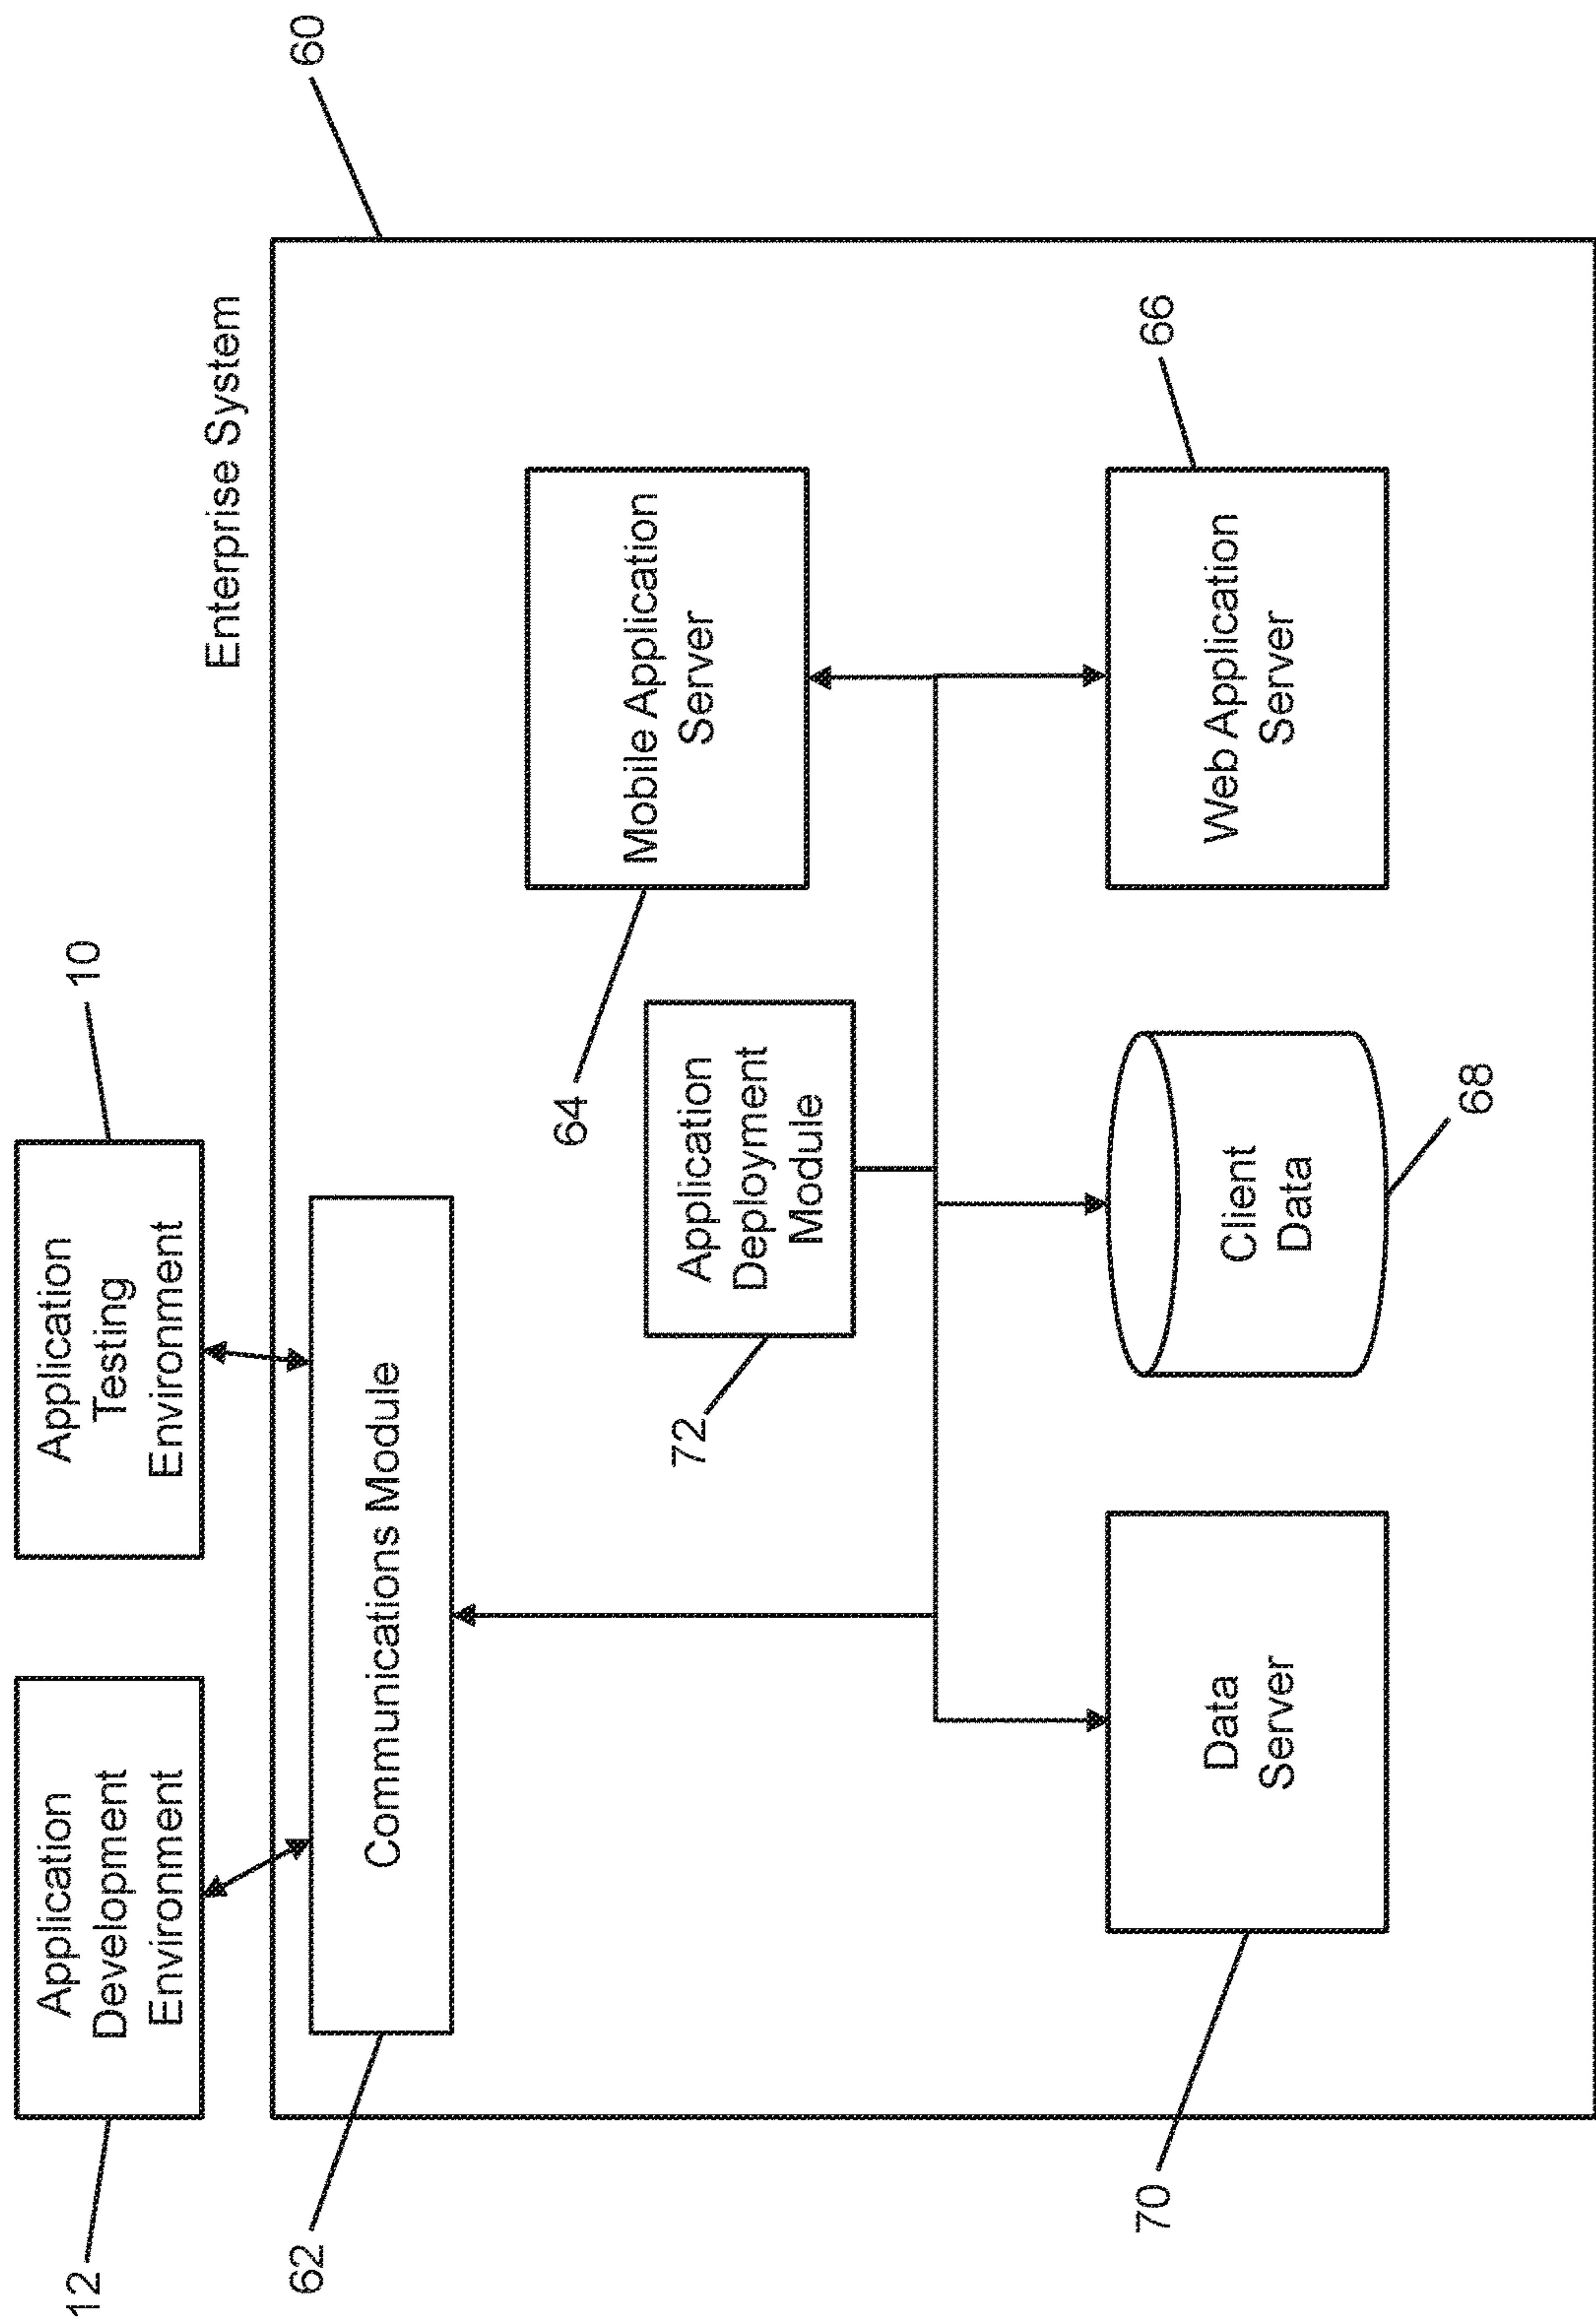 12
Application
Development
Environment
Application
Testing
Environment
10
Enterprise System
60
62
Communications Module
64
Mobile Application
Server
72
Application
Deployment
Module
70
Data
Server
Client
Data
68
Web Application
Server
66